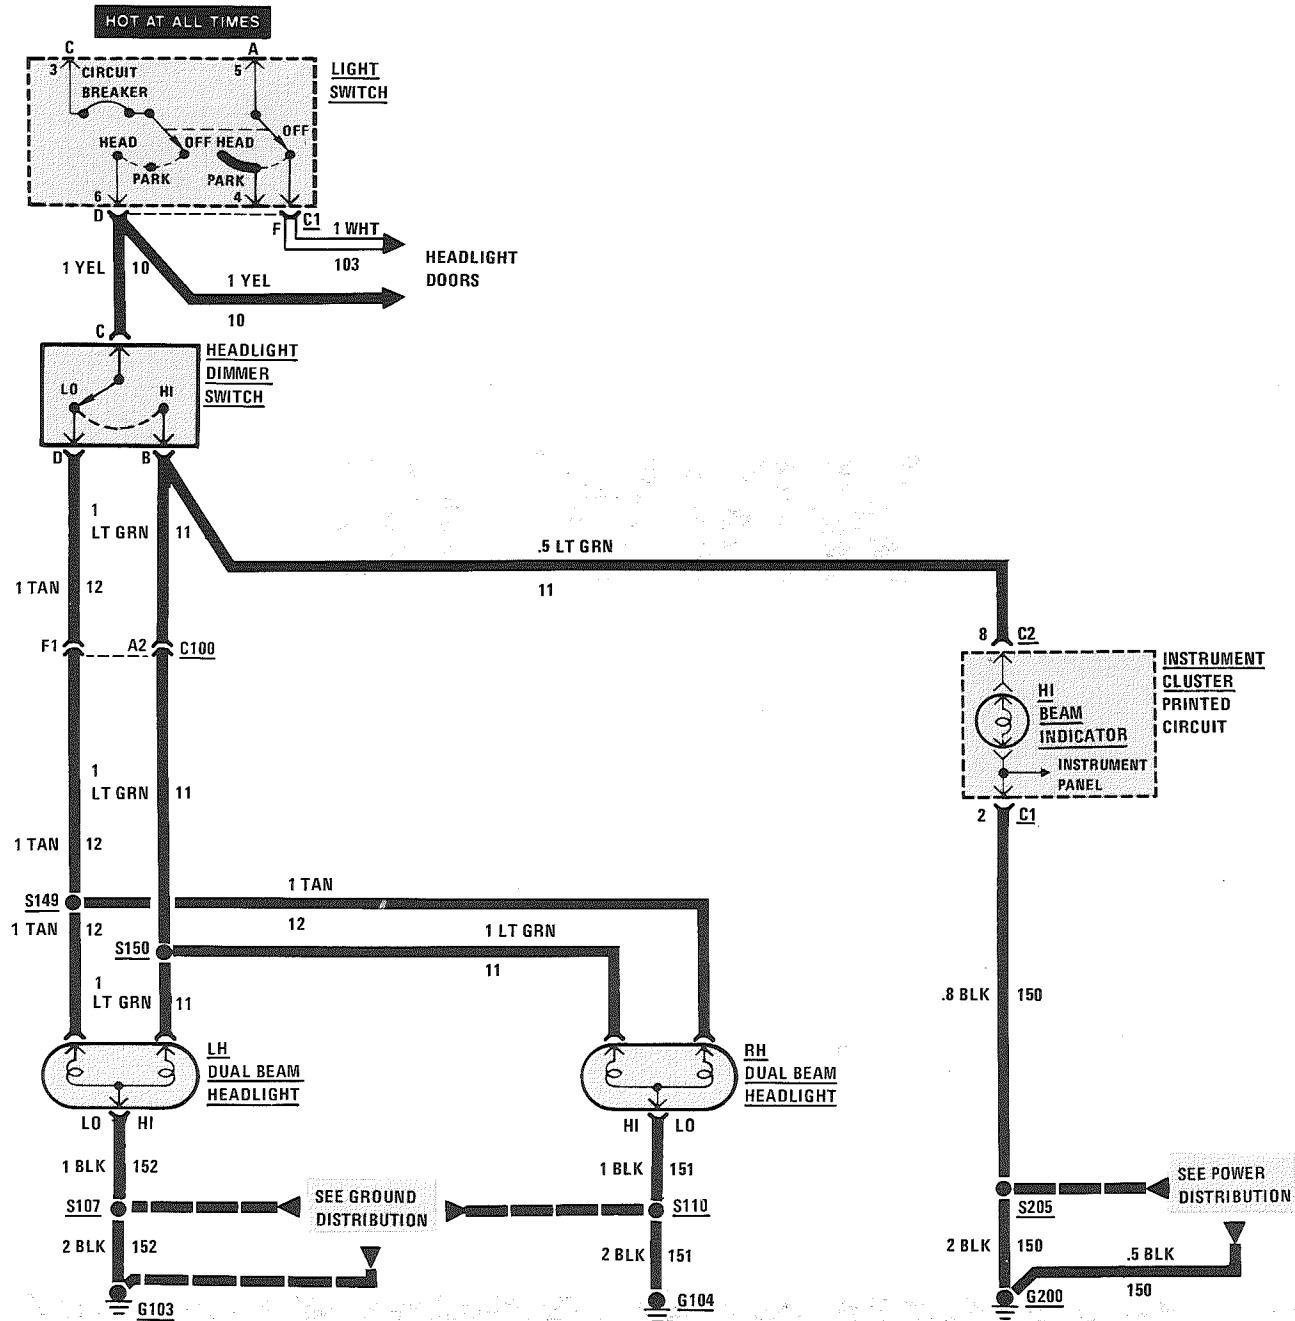 HOT AT ALL TIMES
C
A
3
CIRCUIT
BREAKER
5
LIGHT
SWITCH
HEAD
OFF
HEAD
OFF
PARK
PARK
6
4
D
F
C1
1 WHT
103
HEADLIGHT
DOORS
1 YEL
10
1 YEL
10
C
HEADLIGHT
DIMMER
SWITCH
LO
HI
D
B
1
LT GRN
11
.5 LT GRN
11
1 TAN
12
F1
A2
C100
8
C2
INSTRUMENT
CLUSTER
PRINTED
CIRCUIT
HI
BEAM
INDICATOR
INSTRUMENT
PANEL
2
C1
1
LT GRN
11
1 TAN
12
S149
1 TAN
12
1 TAN
12
S150
1 LT GRN
11
1
LT GRN
11
.8 BLK
150
LH
DUAL BEAM
HEADLIGHT
RH
DUAL BEAM
HEADLIGHT
LO
HI
HI
LO
1 BLK
152
1 BLK
151
SEE GROUND
DISTRIBUTION
SEE POWER
DISTRIBUTION
S107
S110
S205
2 BLK
152
2 BLK
151
2 BLK
150
.5 BLK
150
G103
G104
G200